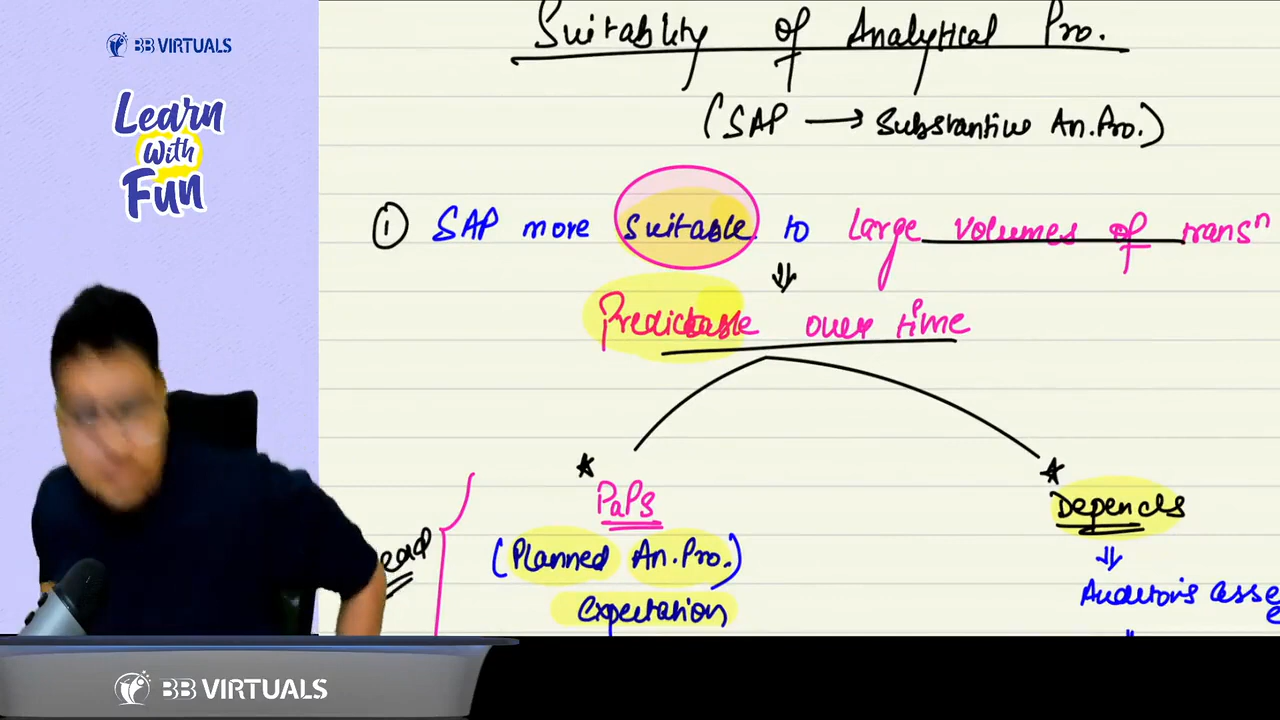 BB VIRTUALS
Learn
With
Fun
Suitability of Analytical Pro.
(SAP → Substantive An.Pro.)
① SAP more Suitable to Large volumes of transⁿ
⇓
Predictable over time
* PaPs
(Planned An.Pro.)
Expectation
* Depends
⇓
Auditor's asse
BB VIRTUALS